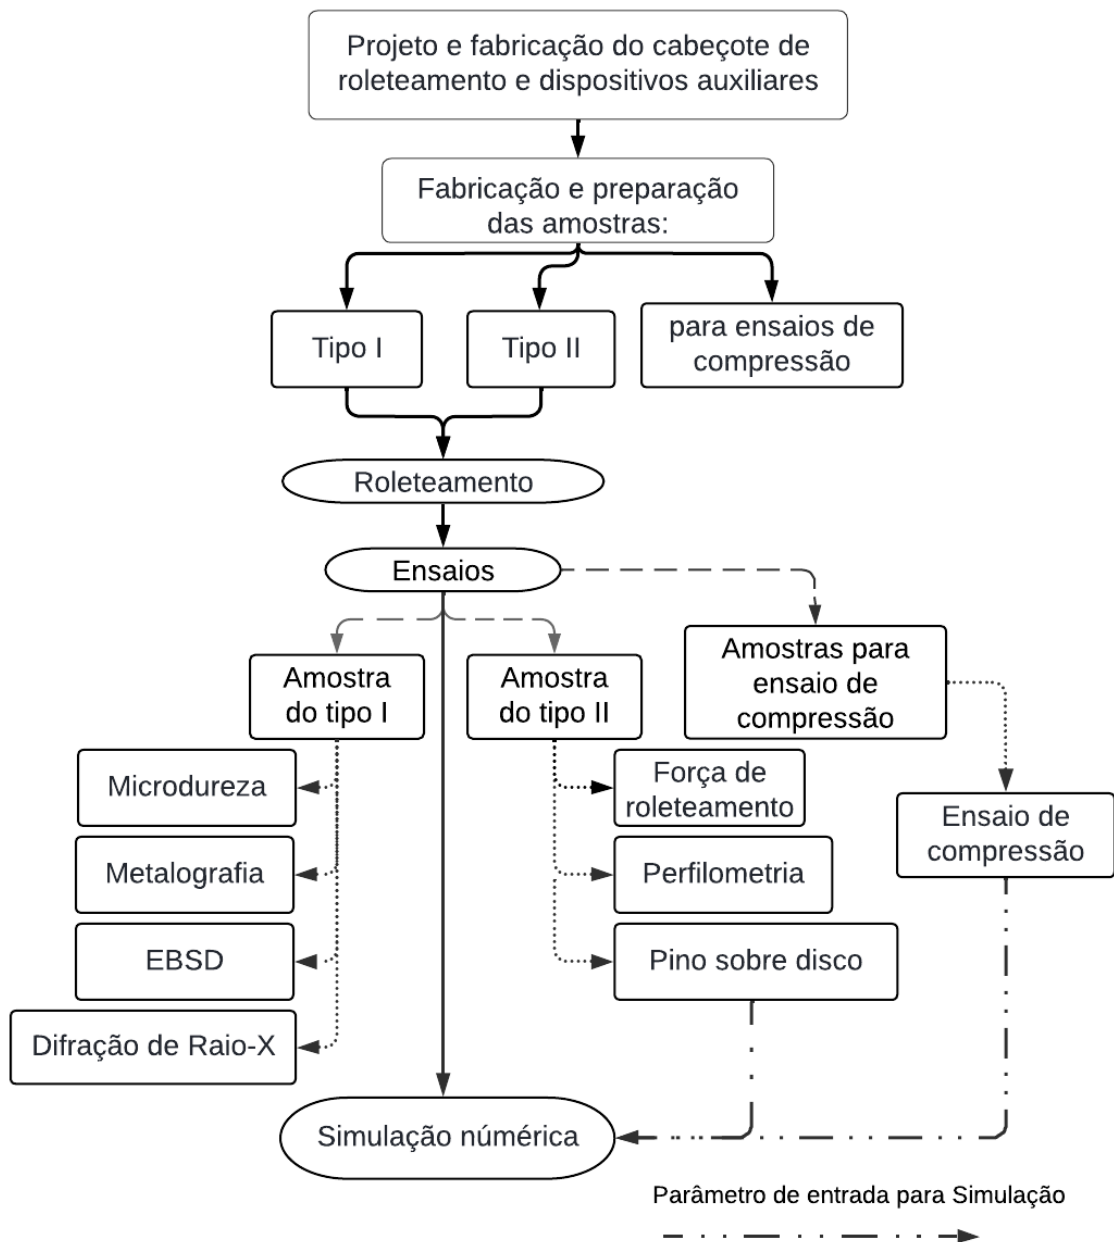 Projeto e fabricação do cabeçote de
roleteamento e dispositivos auxiliares
Fabricação e preparação
das amostras:
Tipo I
Tipo II
para ensaios de
compressão
Roleteamento
Ensaios
Amostra
do tipo I
Amostra
do tipo II
Amostras para
ensaio de
compressão
Microdureza
Metalografia
EBSD
Difração de Raio-X
Força de
roleteamento
Perfilometria
Pino sobre disco
Ensaio de
compressão
Simulação númérica
Parâmetro de entrada para Simulação